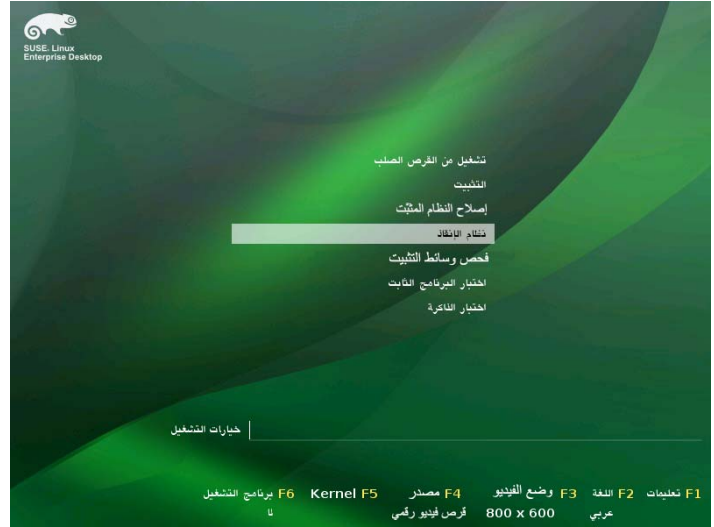 SUSE. Linux
Enterprise Desktop
تشغيل من القرص الصلب
التثبيت
إصلاح النظام المثبّت
نظام الإنقاذ
فحص وسائط التثبيت
اختبار البرنامج الثابت
اختبار الذاكرة
خيارات التشغيل
F1 تعليمات F2 اللغة F3 وضع الفيديو F4 مصدر F5 Kernel F6 برنامج التشغيل
عربي 800 x 600 قرص فيديو رقمي لا